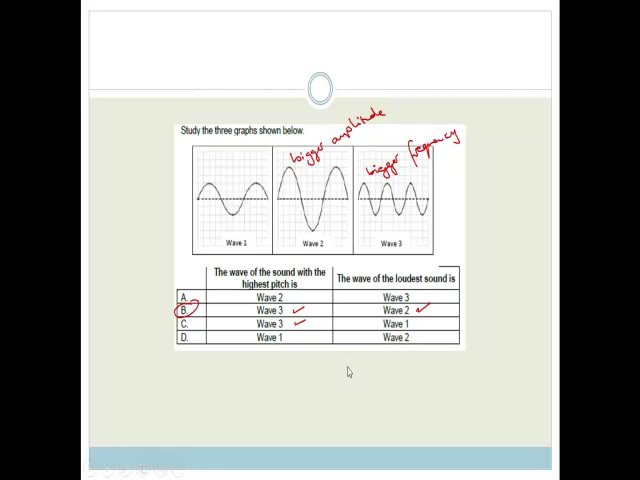 Study the three graphs shown below.
bigger amplitude
bigger frequency
Wave 1 Wave 2 Wave 3
The wave of the sound with the highest pitch is The wave of the loudest sound is
A. Wave 2 Wave 3
B. Wave 3 Wave 2
C. Wave 3 Wave 1
D. Wave 1 Wave 2